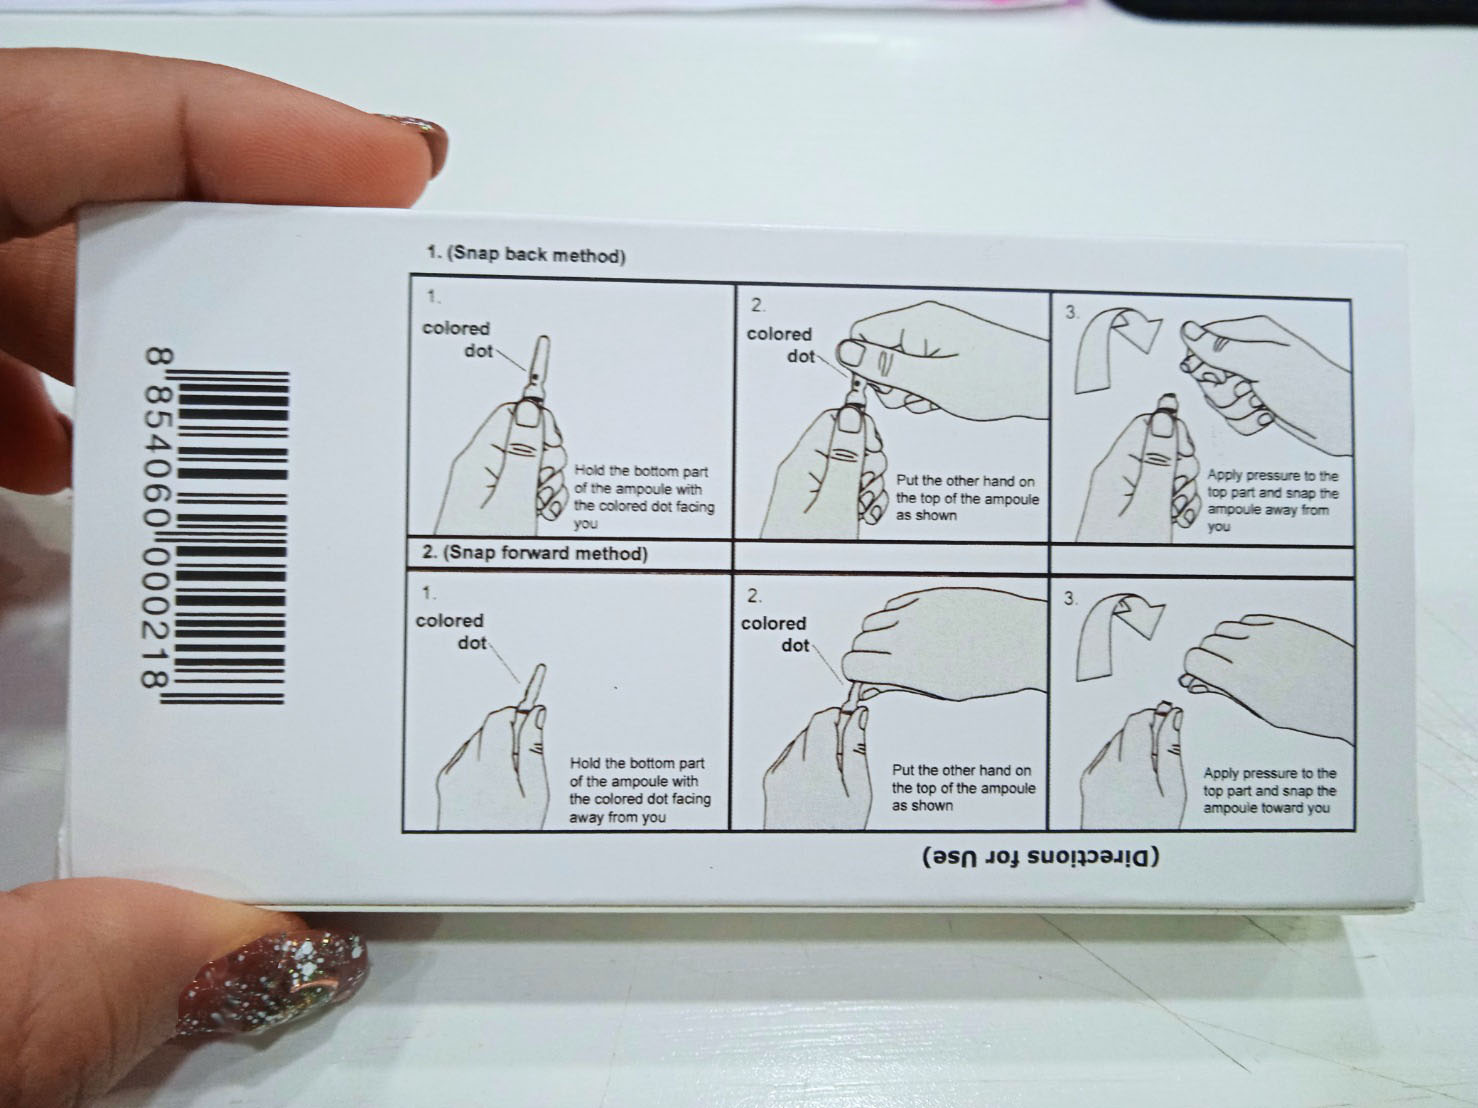 1. (Snap back method)
1.
colored
dot
Hold the bottom part
of the ampoule with
the colored dot facing
you
2.
colored
dot
Put the other hand on
the top of the ampoule
as shown
3.
Apply pressure to the
top part and snap the
ampoule away from
you
2. (Snap forward method)
1.
colored
dot
Hold the bottom part
of the ampoule with
the colored dot facing
away from you
2.
colored
dot
Put the other hand on
the top of the ampoule
as shown
3.
Apply pressure to the
top part and snap the
ampoule toward you
(Directions for Use)
8 854060 000218